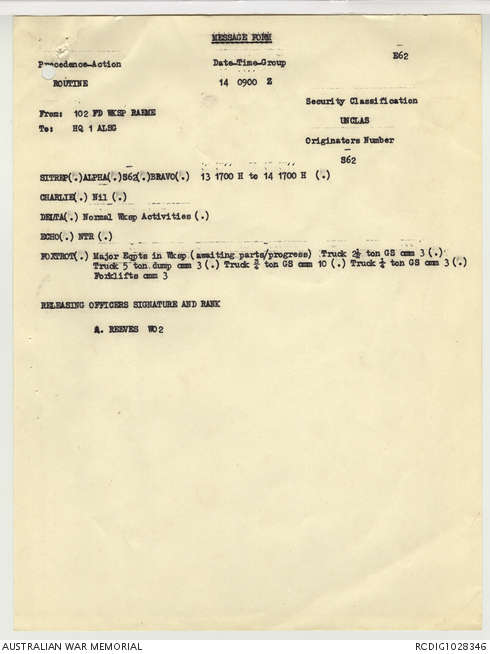 MESSAGE FORM
E62
Precedence-Action Date-Time-Group
ROUTINE 14 0900 Z
Security Classification
From: 102 FD WKSP RAEME
UNCLAS
To: HQ 1 ALSG
Originators Number
S62
SITREP(.)ALPHA(.)S62(.)BRAVO(.) 13 1700 H to 14 1700 H (.)
CHARLIE(.) Nil(.)
DELTA(.) Normal Wksp Activities(.)
ECHO(.) NTR(.)
FOXTROT(.) Major Eqpts in Wksp(awaiting parts/progress) Truck 2½ ton GS cmm 3(.)
Truck 5 ton dump cmm 3(.) Truck ¾ ton GS cmm 10(.) Truck ¼ ton GS cmm 3(.)
Forklifts cmm 3
RELEASING OFFICERS SIGNATURE AND RANK
A. REEVES WO2
AUSTRALIAN WAR MEMORIAL RCDIG1028346